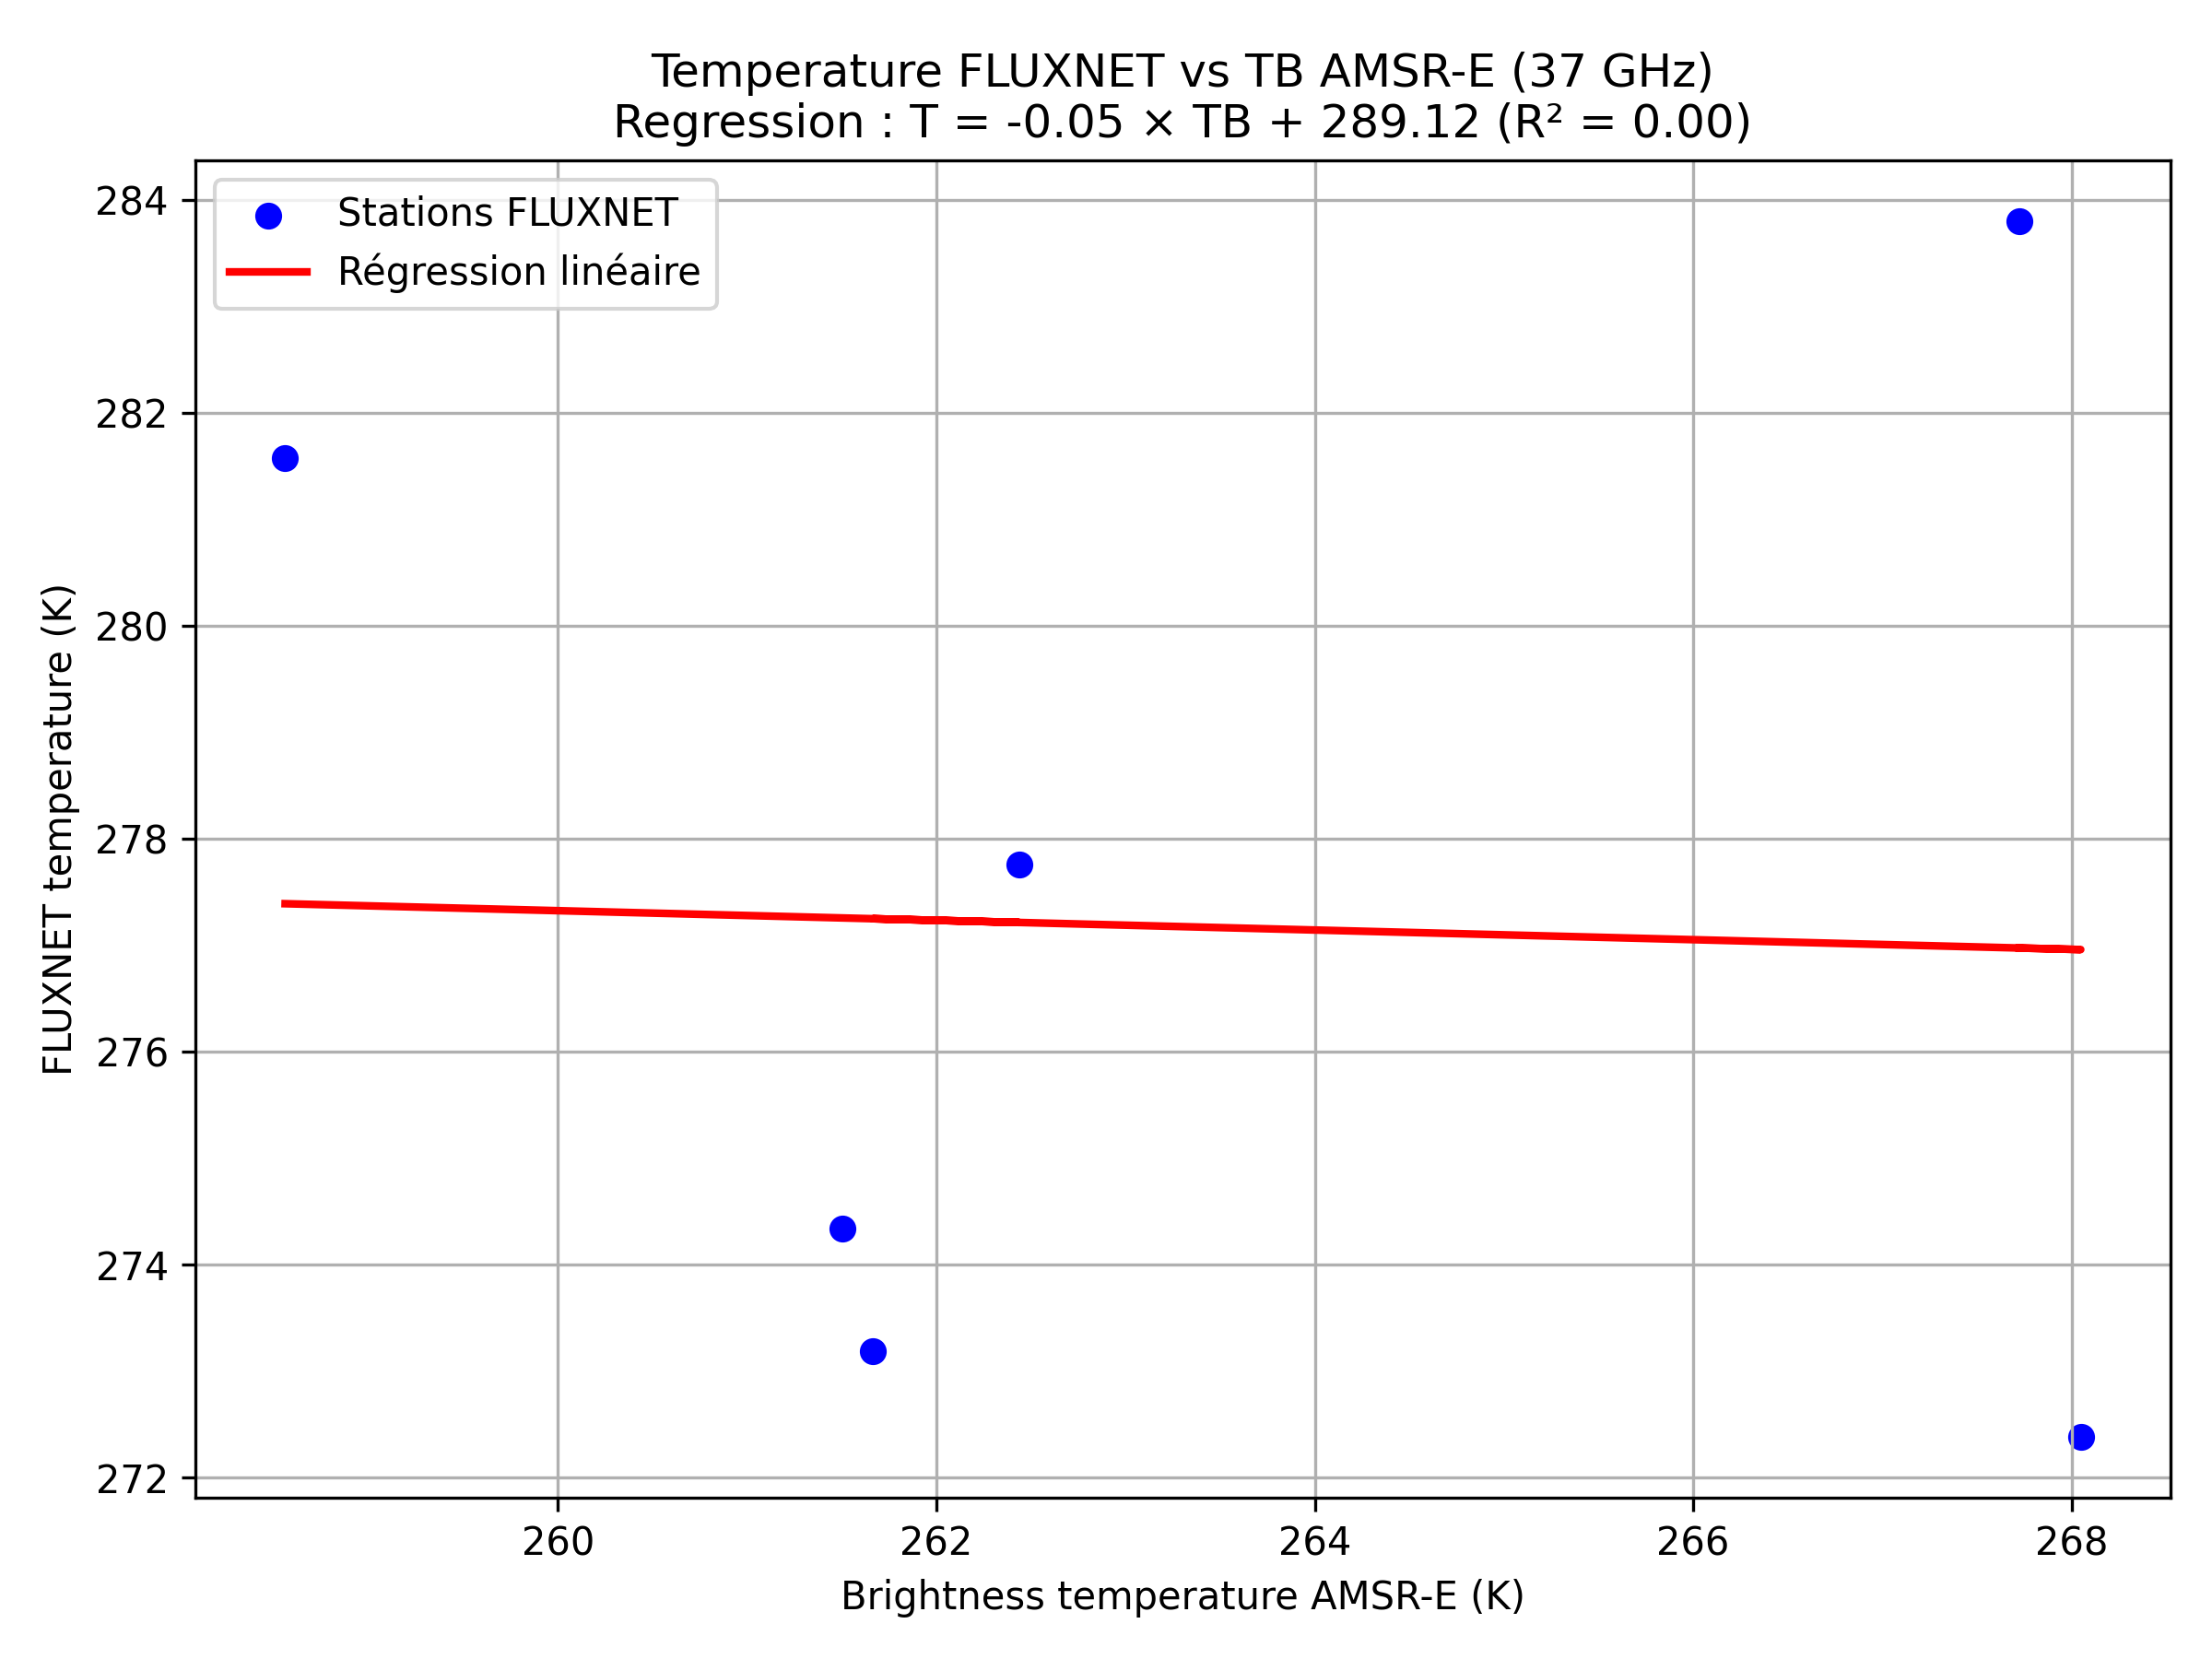 Temperature FLUXNET vs TB AMSR-E (37 GHz)
Regression : T = -0.05 × TB + 289.12 (R² = 0.00)
Stations FLUXNET
Régression linéaire
284
282
280
278
276
274
272
FLUXNET temperature (K)
260
262
264
266
268
Brightness temperature AMSR-E (K)